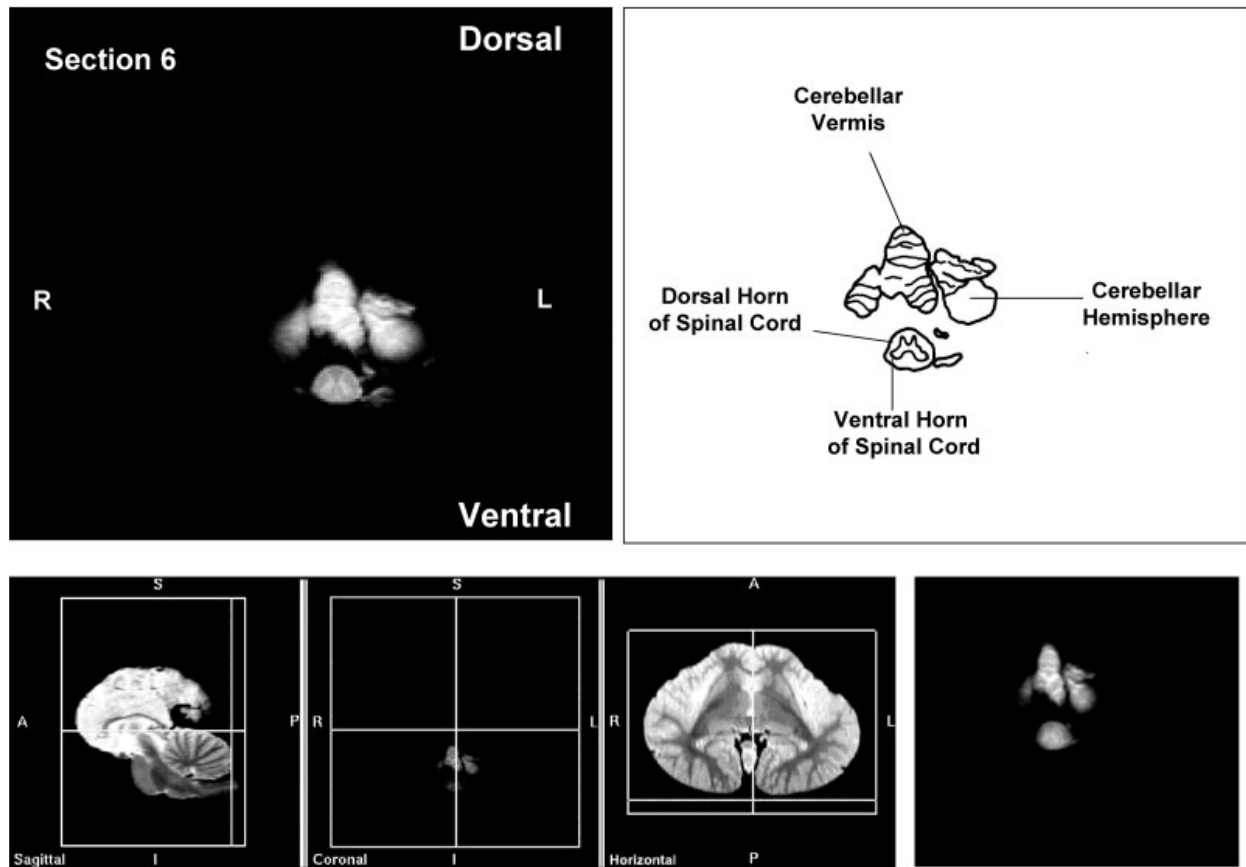 Section 6
Dorsal
R
L
Ventral
Cerebellar
Vermis
Dorsal Horn
of Spinal Cord
Cerebellar
Hemisphere
Ventral Horn
of Spinal Cord
S
A
P
Sagittal
I
S
R
L
Coronal
I
A
R
L
Horizontal
P